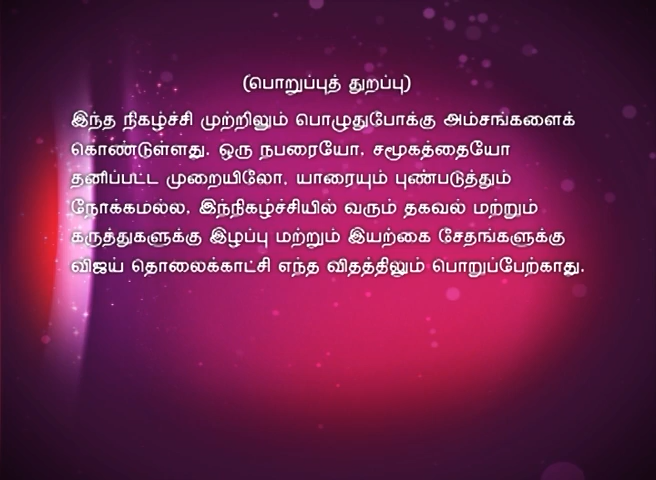 (பொறுப்புத் துறப்பு)
இந்த நிகழ்ச்சி முற்றிலும் பொழுதுபோக்கு அம்சங்களைக்
கொண்டுள்ளது. ஒரு நபரையோ, சமூகத்தையோ
தனிப்பட்ட முறையிலோ, யாரையும் புண்படுத்தும்
நோக்கமல்ல, இந்நிகழ்ச்சியில் வரும் தகவல் மற்றும்
கருத்துகளுக்கு இழப்பு மற்றும் இயற்கை சேதங்களுக்கு
விஜய் தொலைக்காட்சி எந்த விதத்திலும் பொறுப்பேற்காது.